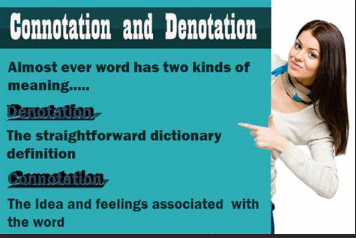 Connotation and Denotation
Almost ever word has two kinds of
meaning.....
Denotation
The straightforward dictionary
definition
Connotation
The Idea and feelings associated with
the word